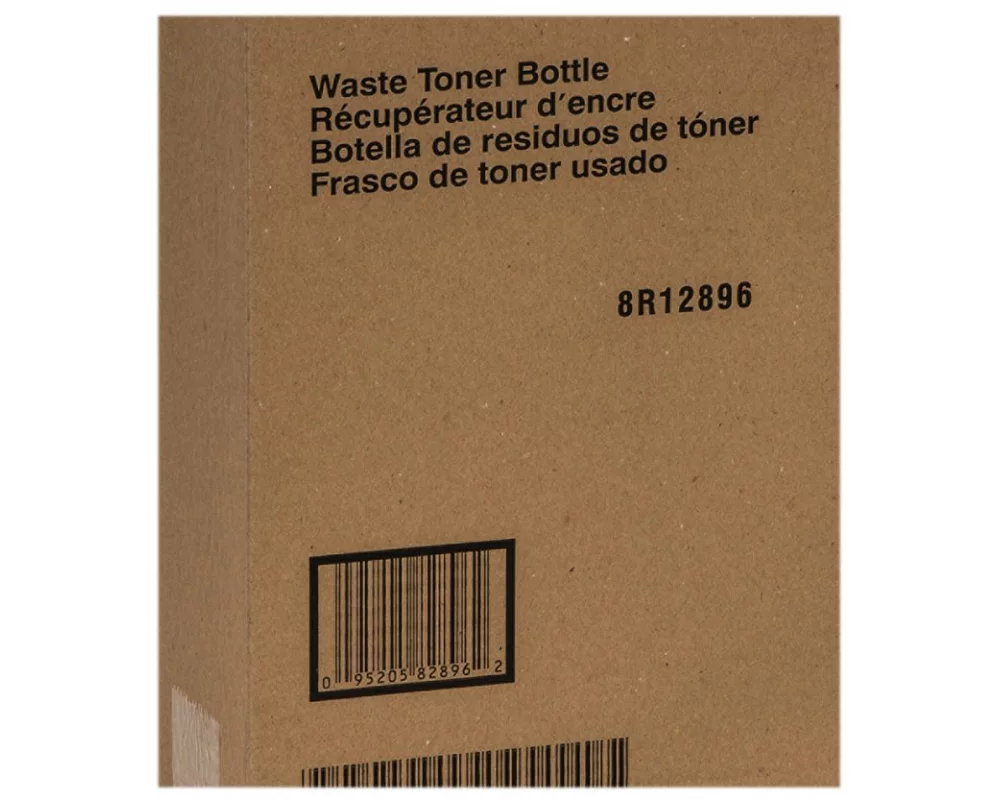 Waste Toner Bottle
Récupérateur d'encre
Botella de residuos de tóner
Frasco de toner usado
8R12896
0 95205 82896 2